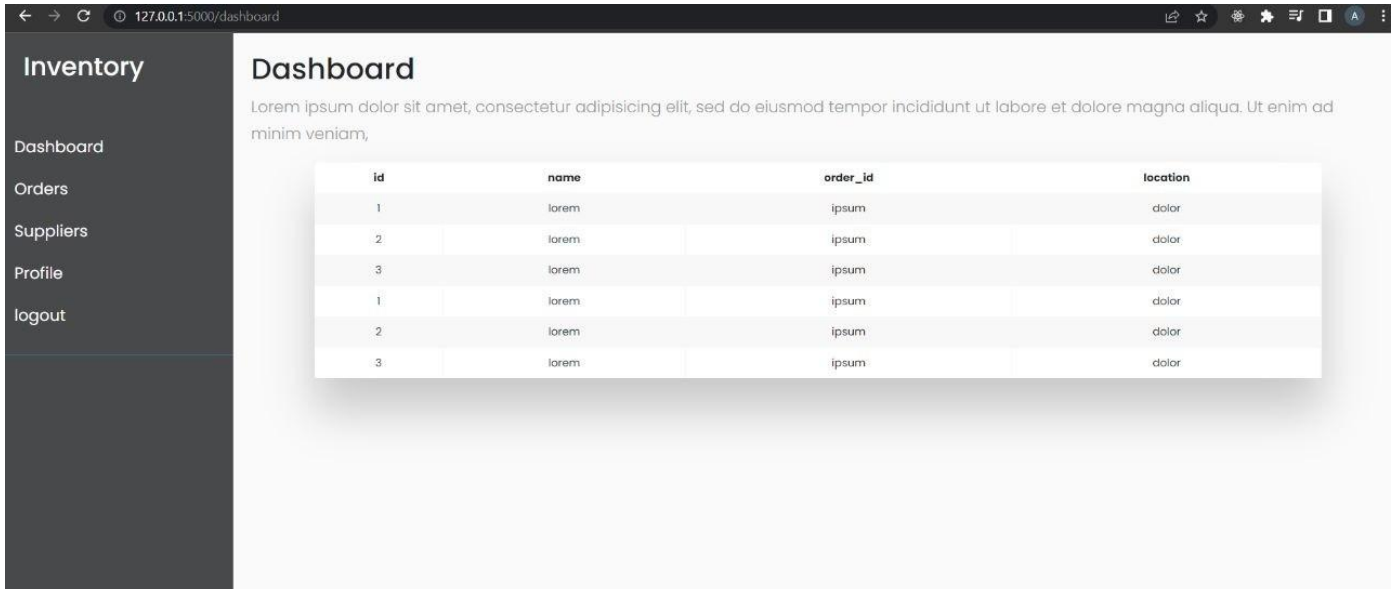 127.0.0.1:5000/dashboard
A
Inventory
Dashboard
Orders
Suppliers
Profile
logout
Dashboard
Lorem ipsum dolor sit amet, consectetur adipisicing elit, sed do eiusmod tempor incididunt ut labore et dolore magna aliqua. Ut enim ad
minim veniam,
id name order_id location
1 lorem ipsum dolor
2 lorem ipsum dolor
3 lorem ipsum dolor
1 lorem ipsum dolor
2 lorem ipsum dolor
3 lorem ipsum dolor